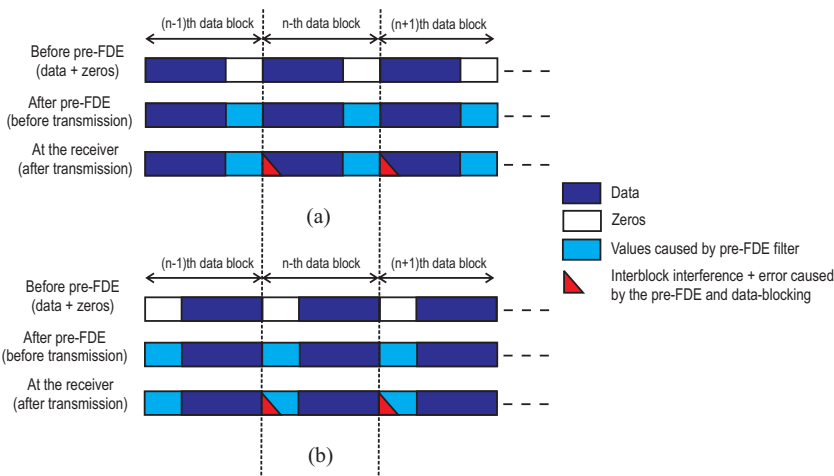 (n-1)th data block
n-th data block
(n+1)th data block
Before pre-FDE
(data + zeros)
After pre-FDE
(before transmission)
At the receiver
(after transmission)
(a)
Data
Zeros
Values caused by pre-FDE filter
Interblock interference + error caused
by the pre-FDE and data-blocking
(n-1)th data block
n-th data block
(n+1)th data block
Before pre-FDE
(data + zeros)
After pre-FDE
(before transmission)
At the receiver
(after transmission)
(b)